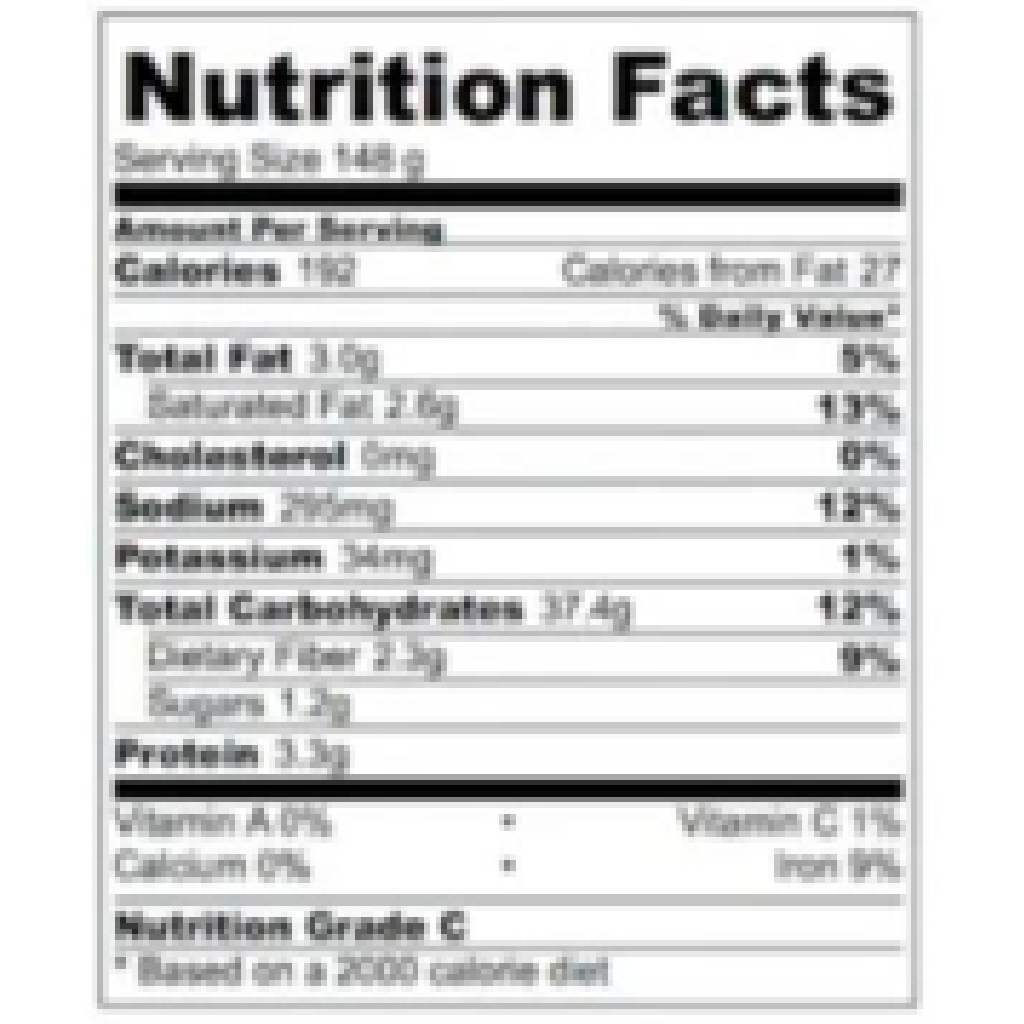 Nutrition Facts
Serving Size 148 g
Amount Per Serving
Calories 192 Calories from Fat 27
% Daily Value*
Total Fat 3.0g 5%
Saturated Fat 2.6g 13%
Cholesterol 0mg 0%
Sodium 295mg 12%
Potassium 34mg 1%
Total Carbohydrates 37.4g 12%
Dietary Fiber 2.3g 9%
Sugars 1.2g
Protein 3.3g
Vitamin A 0% • Vitamin C 1%
Calcium 0% • Iron 9%
Nutrition Grade C
* Based on a 2000 calorie diet